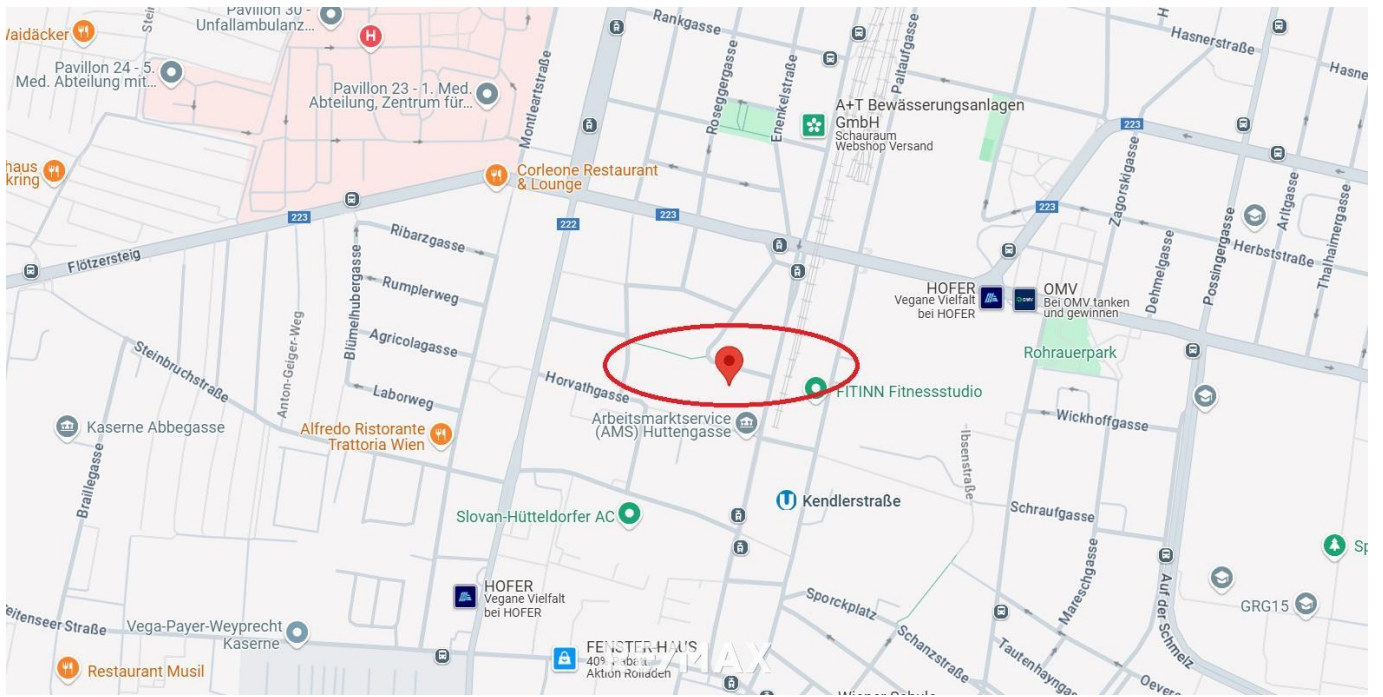 Pavillon 30 -
Unfallambulanz...
Rankgasse
Hasnerstraße
Waidäcker
H
Pavillon 24 - 5.
Med. Abteilung mit...
Pavillon 23 - 1. Med.
Abteilung, Zentrum für...
Montleartstraße
Roseggergasse
Enenkelstraße
Paltaufgasse
A+T Bewässerungsanlagen
GmbH
Schauraum
Webshop Versand
223
Corleone Restaurant
& Lounge
Zagorskigasse
Arltgasse
Thalhaimergasse
223
222
223
223
Ribarzgasse
Flötzersteig
Possingergasse
Herbststraße
Dehmelgasse
Rumplerweg
HOFER
Vegane Vielfalt
bei HOFER
OMV
Bei OMV tanken
und gewinnen
Blümelhubergasse
Anton-Geiger-Weg
Steinbruchstraße
Agricolagasse
Rohrauerpark
Horvathgasse
Laborweg
FITINN Fitnessstudio
Arbeitsmarktservice
(AMS) Huttengasse
Wickhoffgasse
Kaserne Abbegasse
Alfredo Ristorante
Trattoria Wien
Ibsenstraße
Braillegasse
Slovan-Hütteldorfer AC
U Kendlerstraße
Schraufgasse
Mareschgasse
Auf der Schmelz
HOFER
Vegane Vielfalt
bei HOFER
Sporckplatz
GRG15
Vega-Payer-Weyprecht
Kaserne
Schanzstraße
Tautenhayngasse
FENSTER-HAUS
40% Rabatt
Aktion Rolladen
RE/MAX
Restaurant Musil